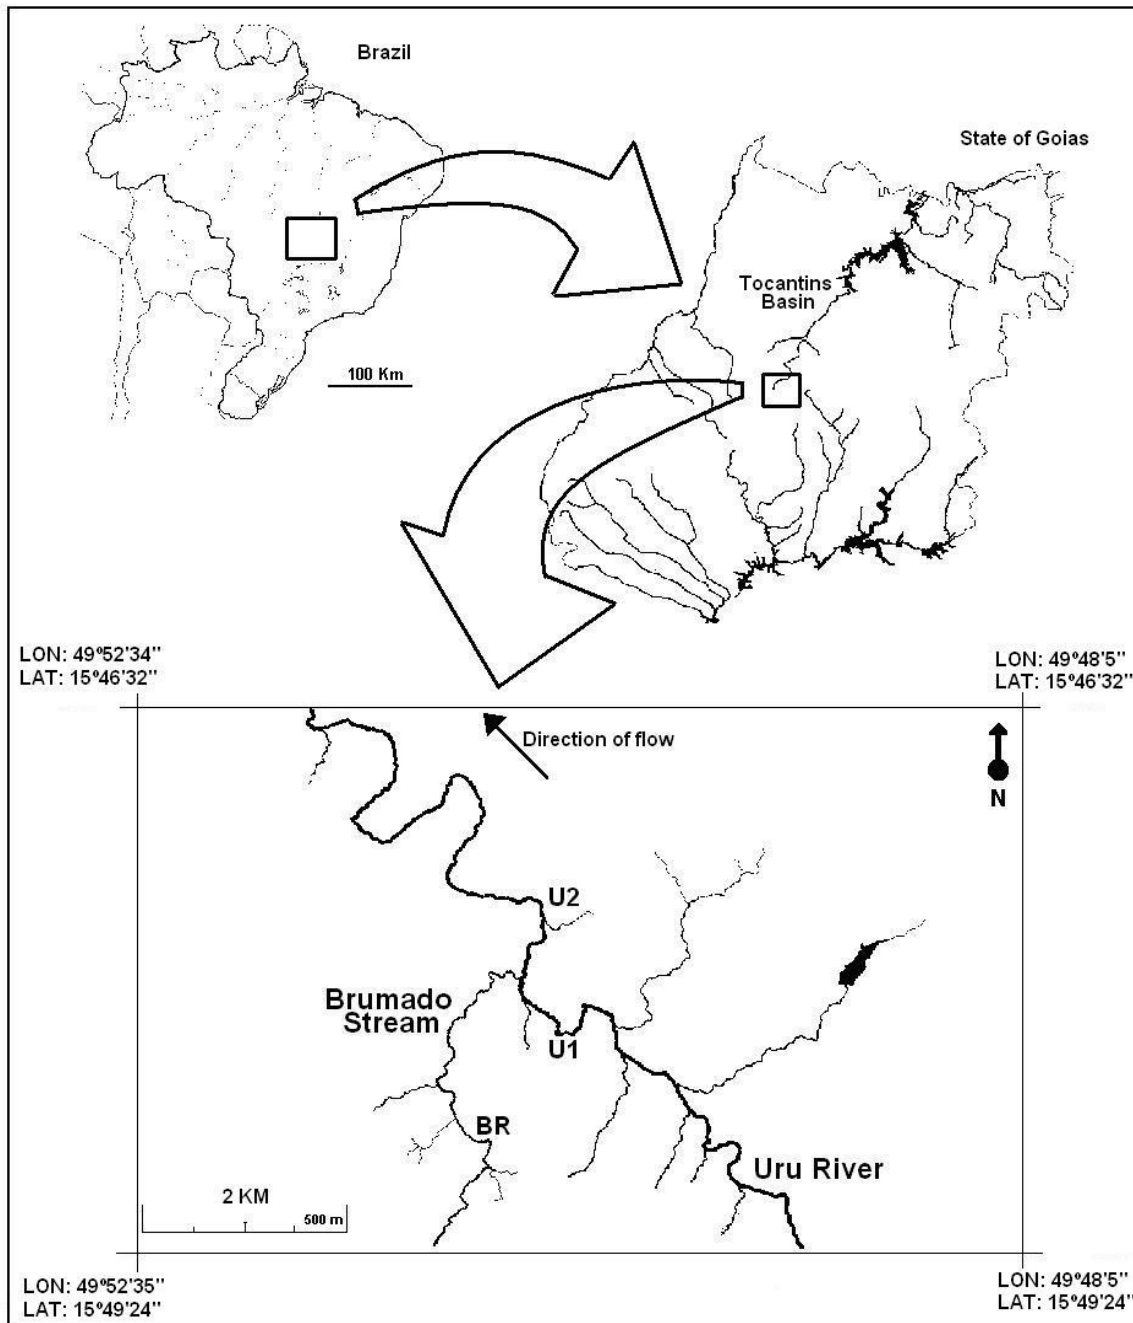 Brazil
State of Goias
Tocantins
Basin
100 Km
LON: 49º52'34"
LAT: 15º46'32"
LON: 49º48'5"
LAT: 15º46'32"
Direction of flow
N
U2
Brumado
Stream
U1
BR
Uru River
2 KM
500 m
LON: 49º52'35"
LAT: 15º49'24"
LON: 49º48'5"
LAT: 15º49'24"